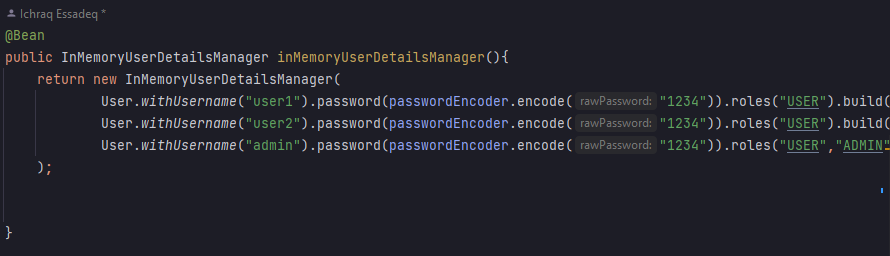 Ichraq Essadeq *
@Bean
public InMemoryUserDetailsManager inMemoryUserDetailsManager(){
return new InMemoryUserDetailsManager(
User.withUsername("user1").password(passwordEncoder.encode( rawPassword: "1234")).roles("USER").build(
User.withUsername("user2").password(passwordEncoder.encode( rawPassword: "1234")).roles("USER").build(
User.withUsername("admin").password(passwordEncoder.encode( rawPassword: "1234")).roles("USER","ADMIN"
);
}